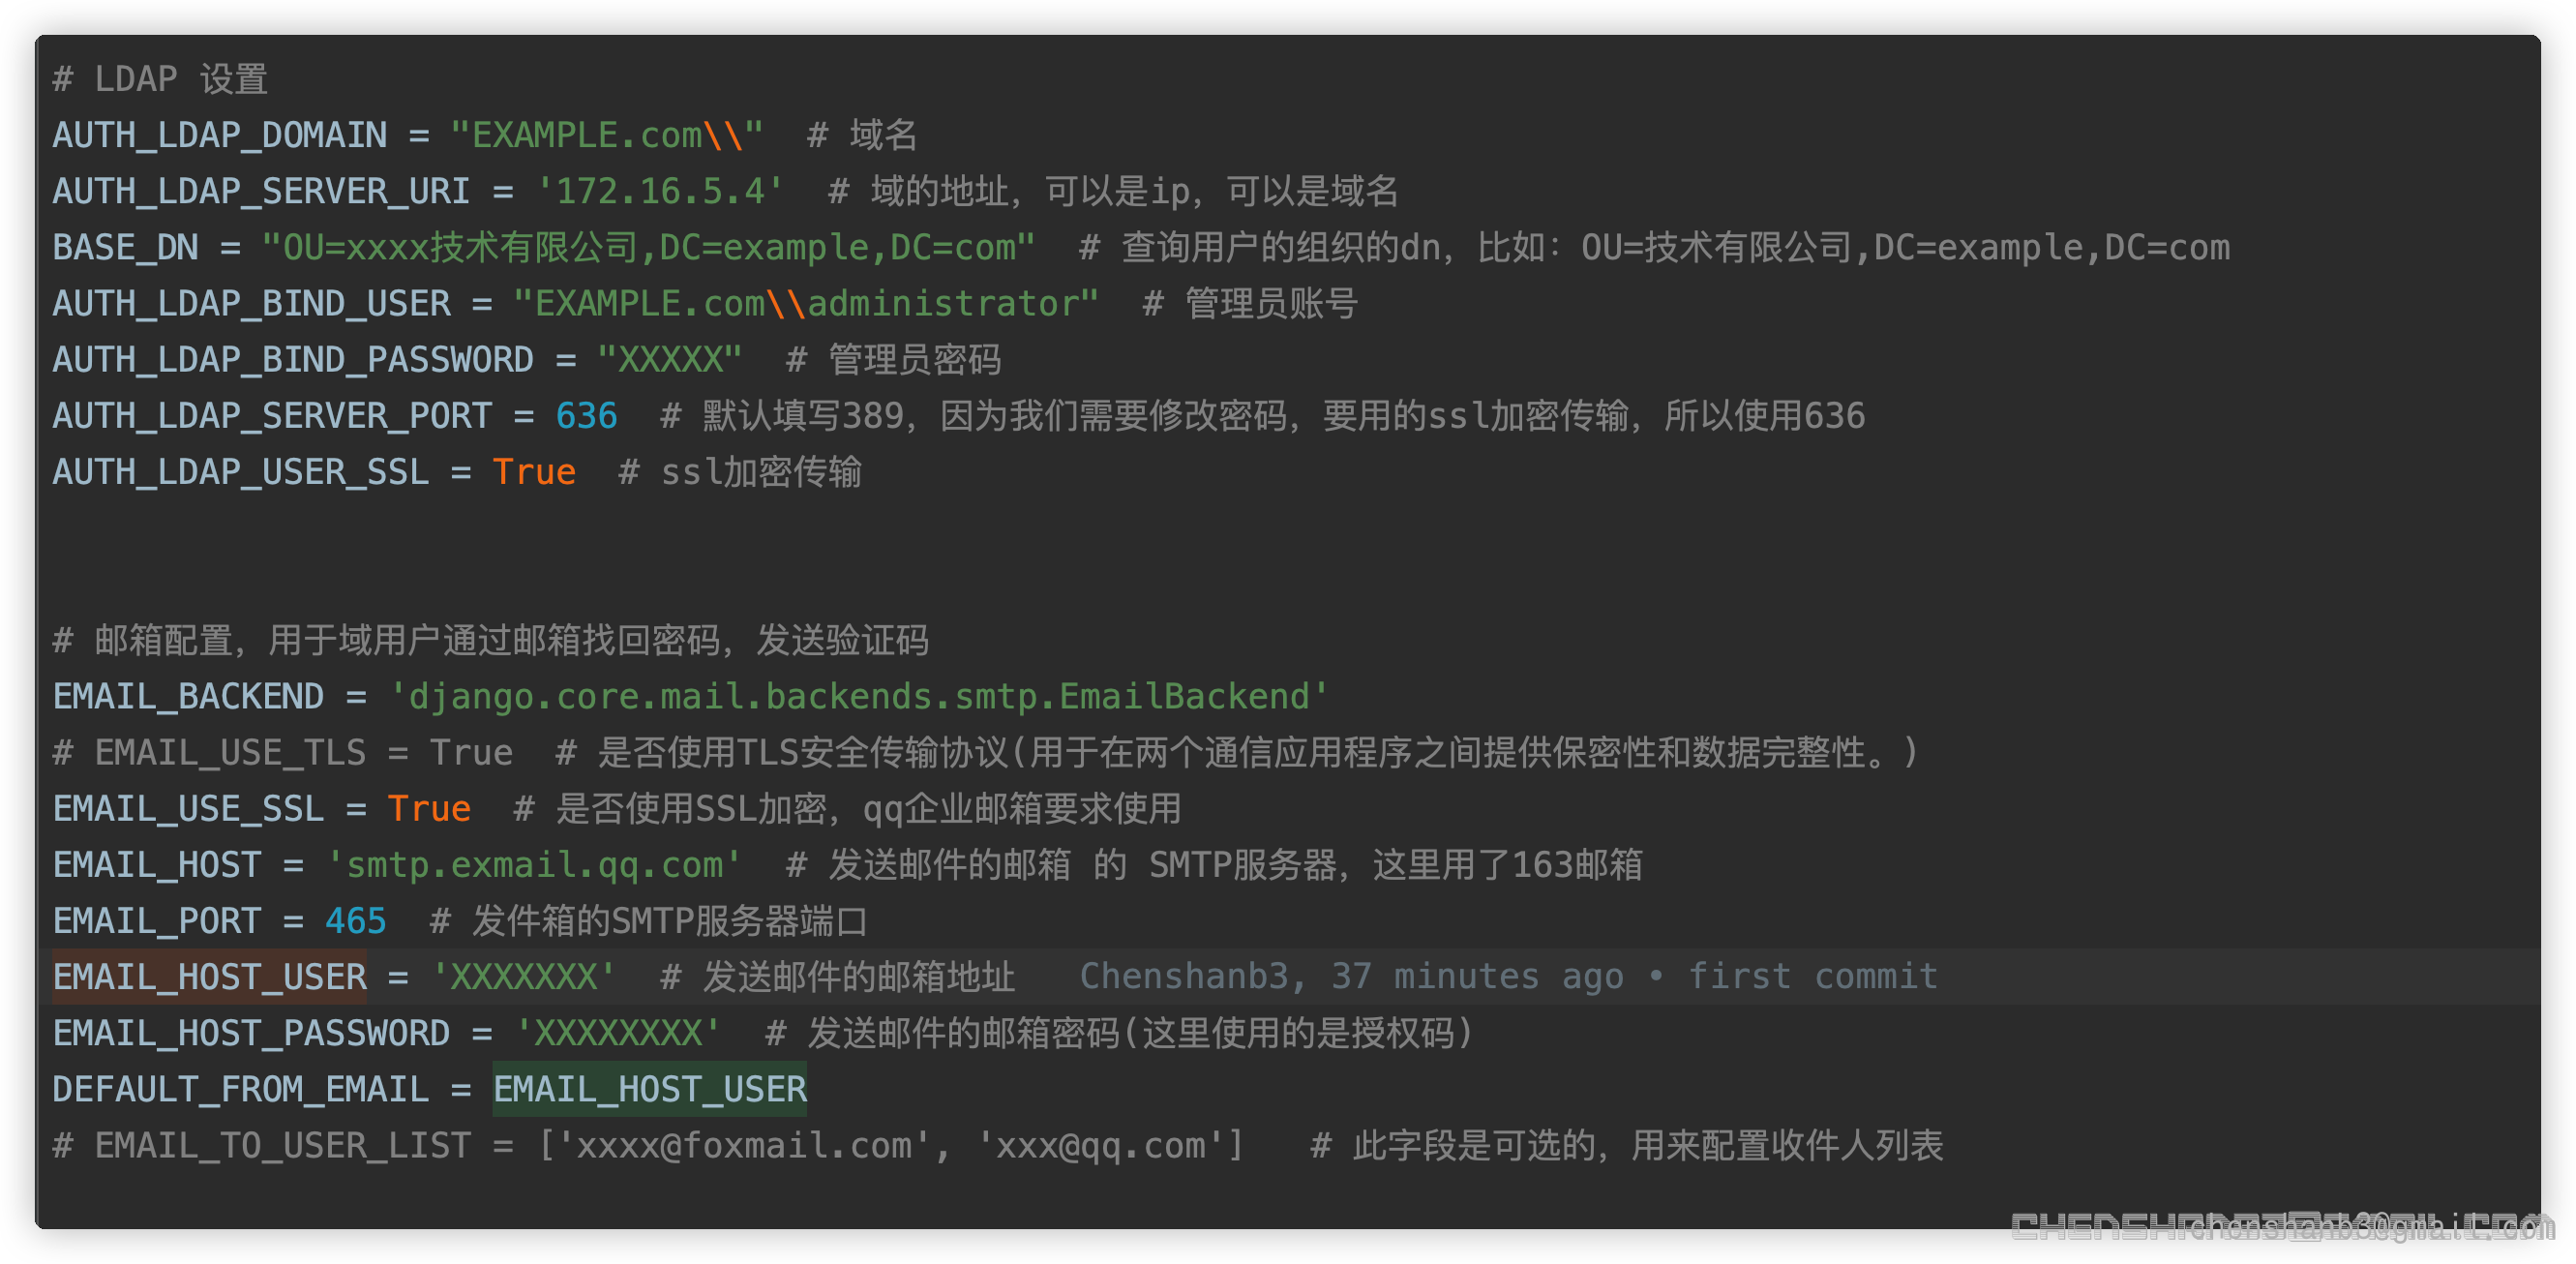 # LDAP 设置
AUTH_LDAP_DOMAIN = "EXAMPLE.com\\"  # 域名
AUTH_LDAP_SERVER_URI = '172.16.5.4'  # 域的地址，可以是ip，可以是域名
BASE_DN = "OU=xxxx技术有限公司,DC=example,DC=com"  # 查询用户的组织的dn，比如：OU=技术有限公司,DC=example,DC=com
AUTH_LDAP_BIND_USER = "EXAMPLE.com\\administrator"  # 管理员账号
AUTH_LDAP_BIND_PASSWORD = "XXXXX"  # 管理员密码
AUTH_LDAP_SERVER_PORT = 636  # 默认填写389，因为我们需要修改密码，要用的ssl加密传输，所以使用636
AUTH_LDAP_USER_SSL = True  # ssl加密传输
# 邮箱配置，用于域用户通过邮箱找回密码，发送验证码
EMAIL_BACKEND = 'django.core.mail.backends.smtp.EmailBackend'
# EMAIL_USE_TLS = True  # 是否使用TLS安全传输协议(用于在两个通信应用程序之间提供保密性和数据完整性。)
EMAIL_USE_SSL = True  # 是否使用SSL加密，qq企业邮箱要求使用
EMAIL_HOST = 'smtp.exmail.qq.com'  # 发送邮件的邮箱 的 SMTP服务器，这里用了163邮箱
EMAIL_PORT = 465  # 发件箱的SMTP服务器端口
EMAIL_HOST_USER = 'XXXXXXX'  # 发送邮件的邮箱地址   Chenshanb3, 37 minutes ago • first commit
EMAIL_HOST_PASSWORD = 'XXXXXXXX'  # 发送邮件的邮箱密码(这里使用的是授权码)
DEFAULT_FROM_EMAIL = EMAIL_HOST_USER
# EMAIL_TO_USER_LIST = ['xxxx@foxmail.com', 'xxx@qq.com']   # 此字段是可选的，用来配置收件人列表
chenshanb3@gmail.com